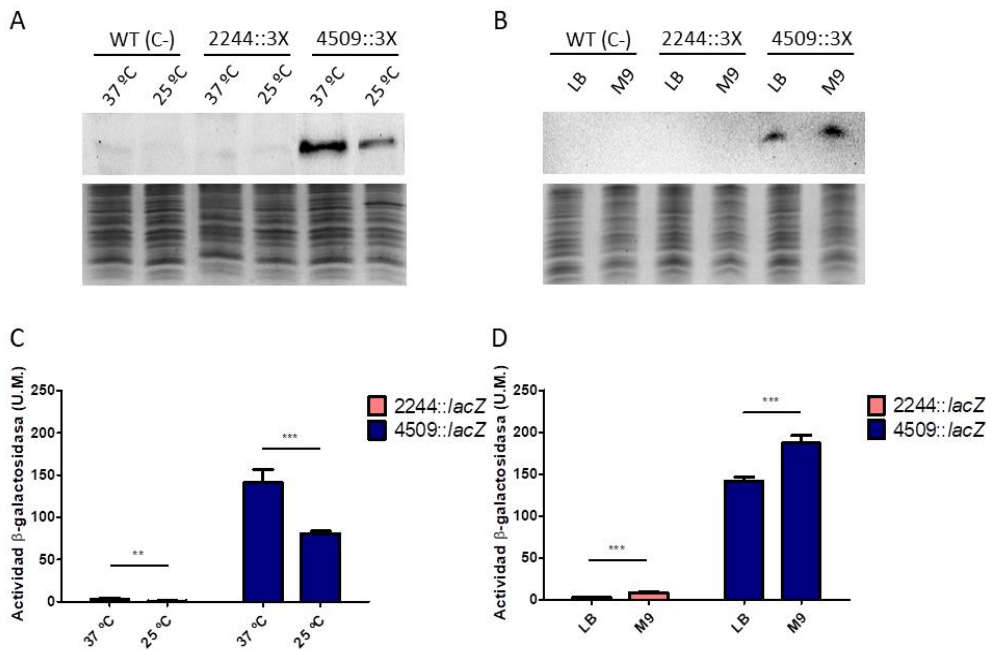 A
WT (C-) 2244::3X 4509::3X
37 ºC 25 ºC 37 ºC 25 ºC 37 ºC 25 ºC
B
WT (C-) 2244::3X 4509::3X
LB M9 LB M9 LB M9
C
Actividad β-galactosidasa (U.M.)
250
200
150
100
50
0
**
***
37 ºC 25 ºC 37 ºC 25 ºC
2244::lacZ
4509::lacZ
D
Actividad β-galactosidasa (U.M.)
250
200
150
100
50
0
***
***
LB M9 LB M9
2244::lacZ
4509::lacZ